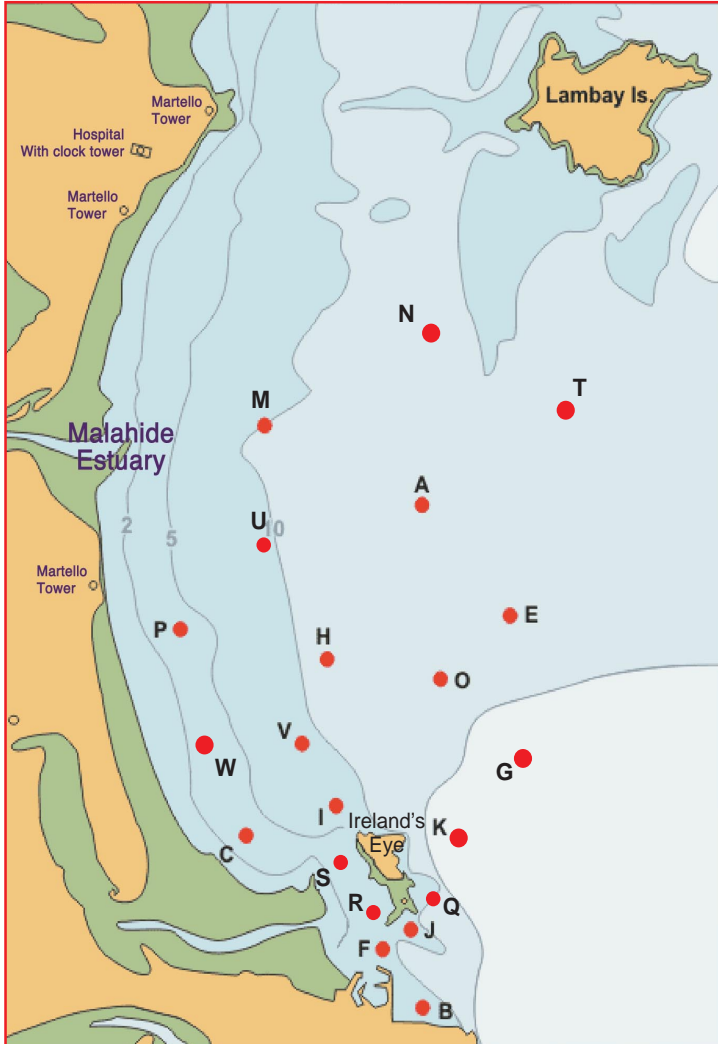 Lambay Is.
Martello
Tower
Hospital
With clock tower
Martello
Tower
N
T
M
Malahide
Estuary
A
U
2
5
10
Martello
Tower
E
P
H
O
V
W
G
I
Ireland's
Eye
K
C
S
R
Q
J
F
B